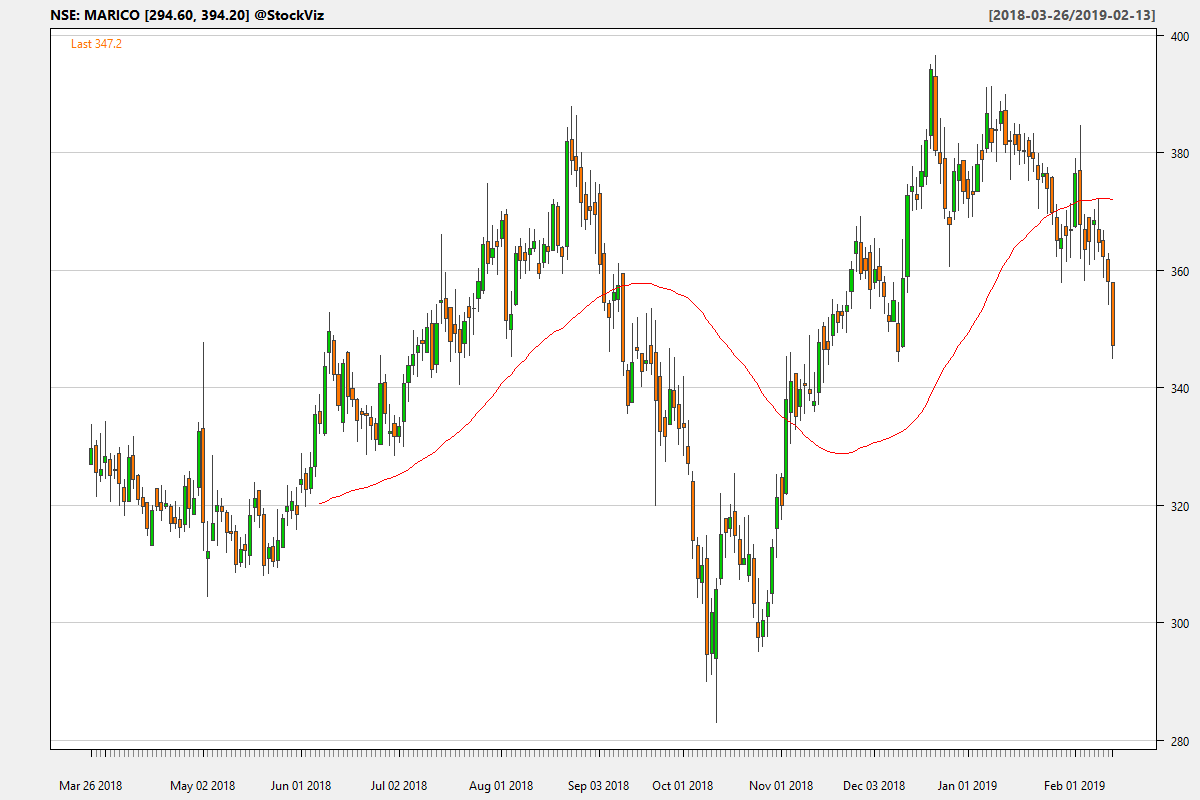 NSE: MARICO [294.60, 394.20] @StockViz
[2018-03-26/2019-02-13]
Last 347.2
400
380
360
340
320
300
280
Mar 26 2018
May 02 2018
Jun 01 2018
Jul 02 2018
Aug 01 2018
Sep 03 2018
Oct 01 2018
Nov 01 2018
Dec 03 2018
Jan 01 2019
Feb 01 2019